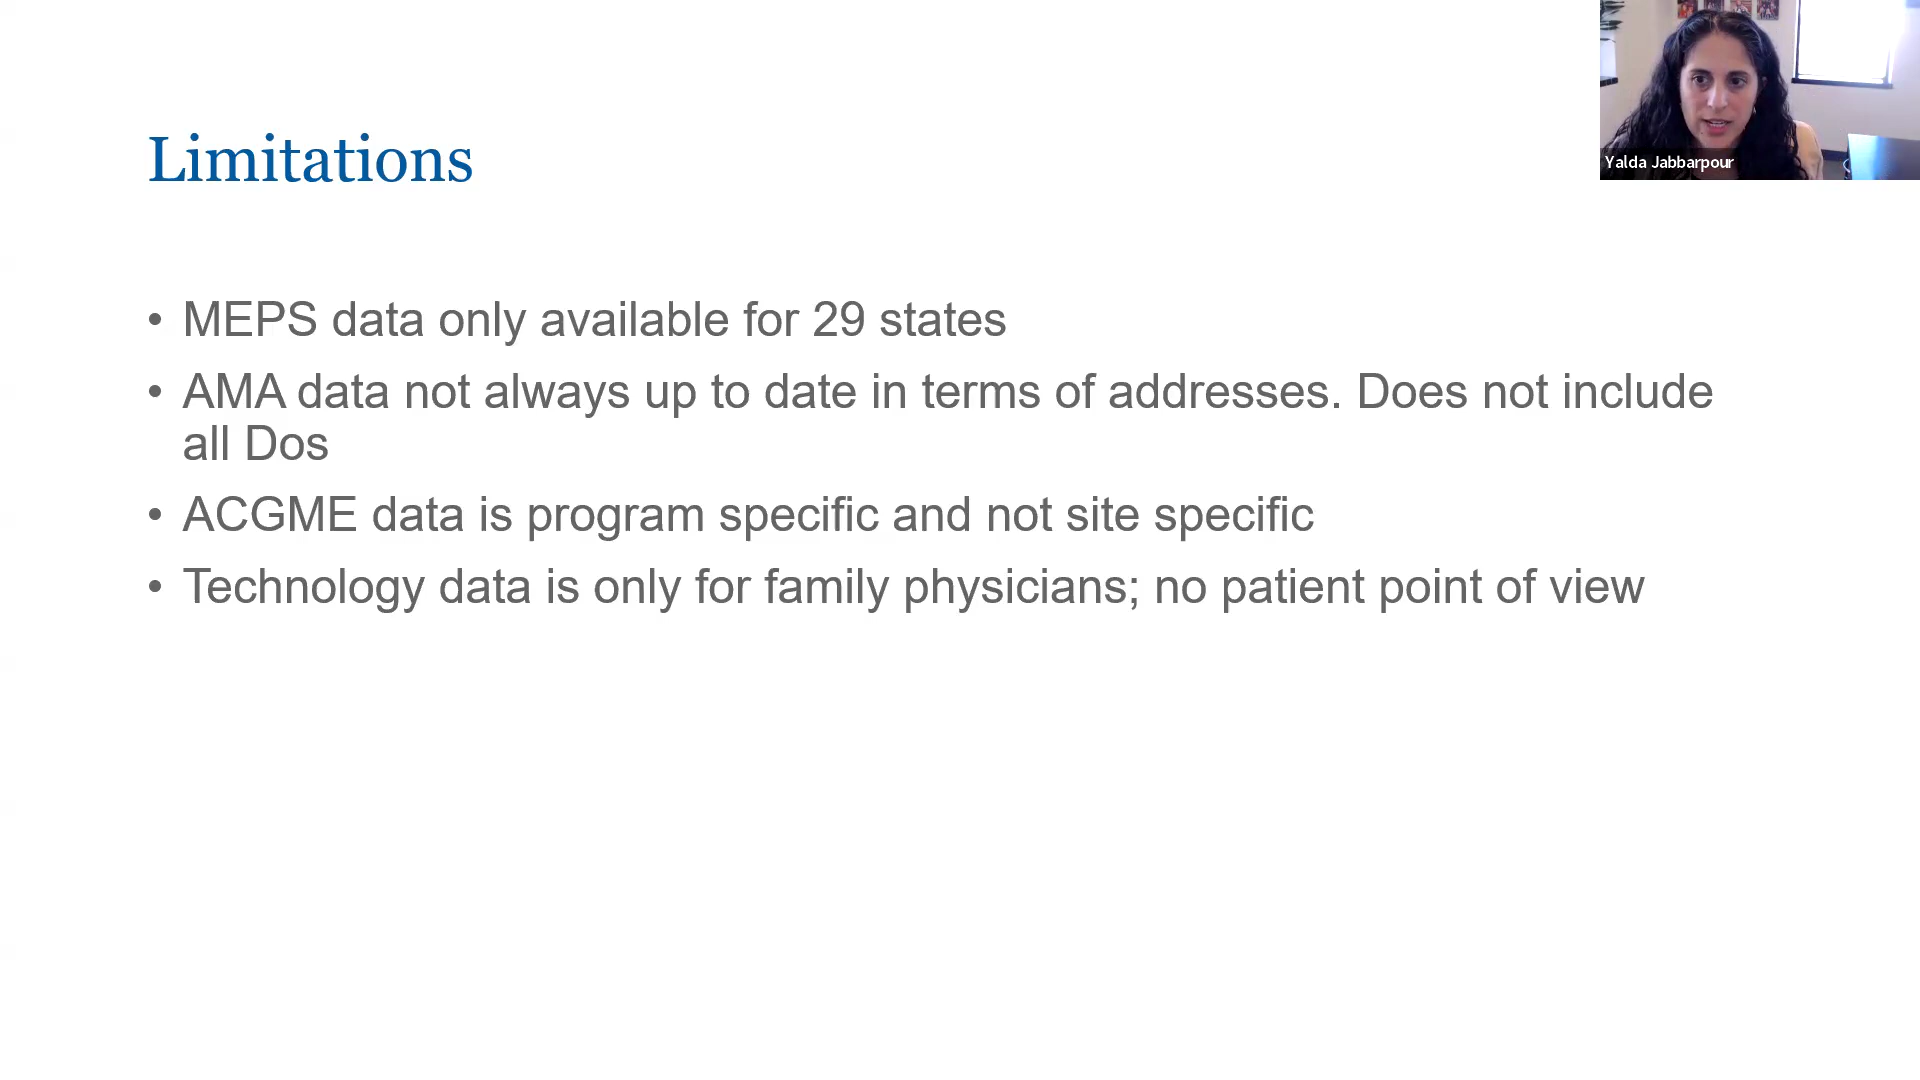 Limitations
Yalda Jabbarpour
• MEPS data only available for 29 states
• AMA data not always up to date in terms of addresses. Does not include
all Dos
• ACGME data is program specific and not site specific
• Technology data is only for family physicians; no patient point of view